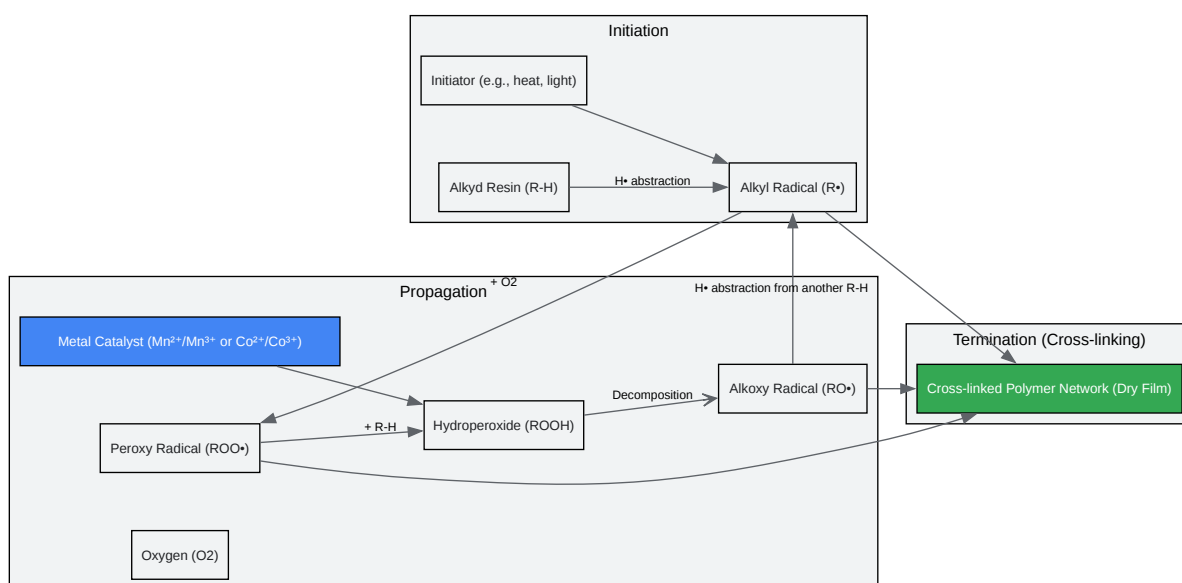 Initiation
Initiator (e.g., heat, light)
Alkyd Resin (R-H)
H• abstraction
Alkyl Radical (R•)
+ O2
Propagation
H• abstraction from another R-H
Metal Catalyst (Mn²⁺/Mn³⁺ or Co²⁺/Co³⁺)
Termination (Cross-linking)
Cross-linked Polymer Network (Dry Film)
Decomposition
Alkoxy Radical (RO•)
+ R-H
Hydroperoxide (ROOH)
Peroxy Radical (ROO•)
Oxygen (O2)